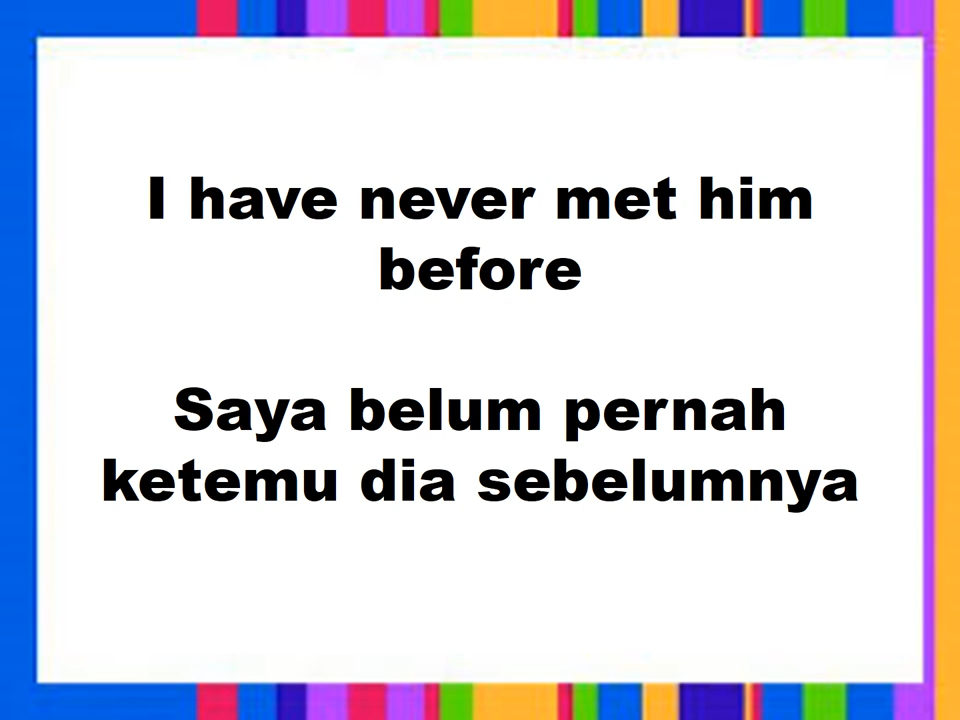 I have never met him
before
Saya belum pernah
ketemu dia sebelumnya